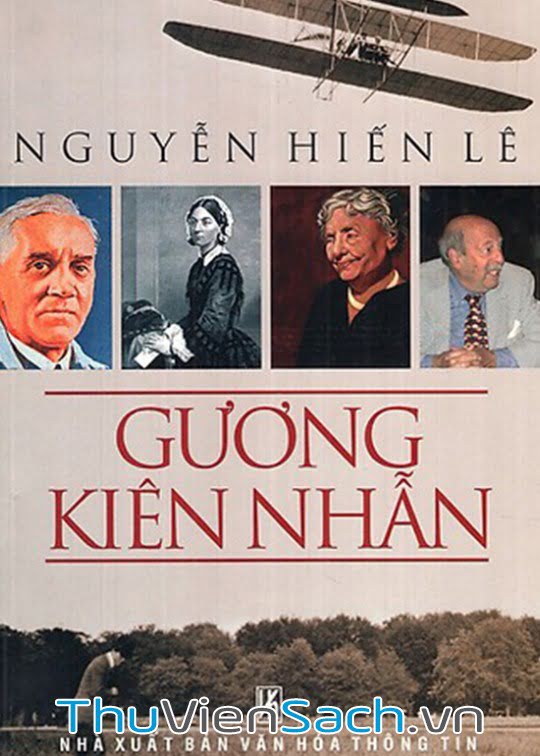 NGUYỄN HIẾN LÊ
GƯƠNG
KIÊN NHẪN
ThuVienSach.vn
NHÀ XUẤT BẢN VĂN HÓA THÔNG TIN